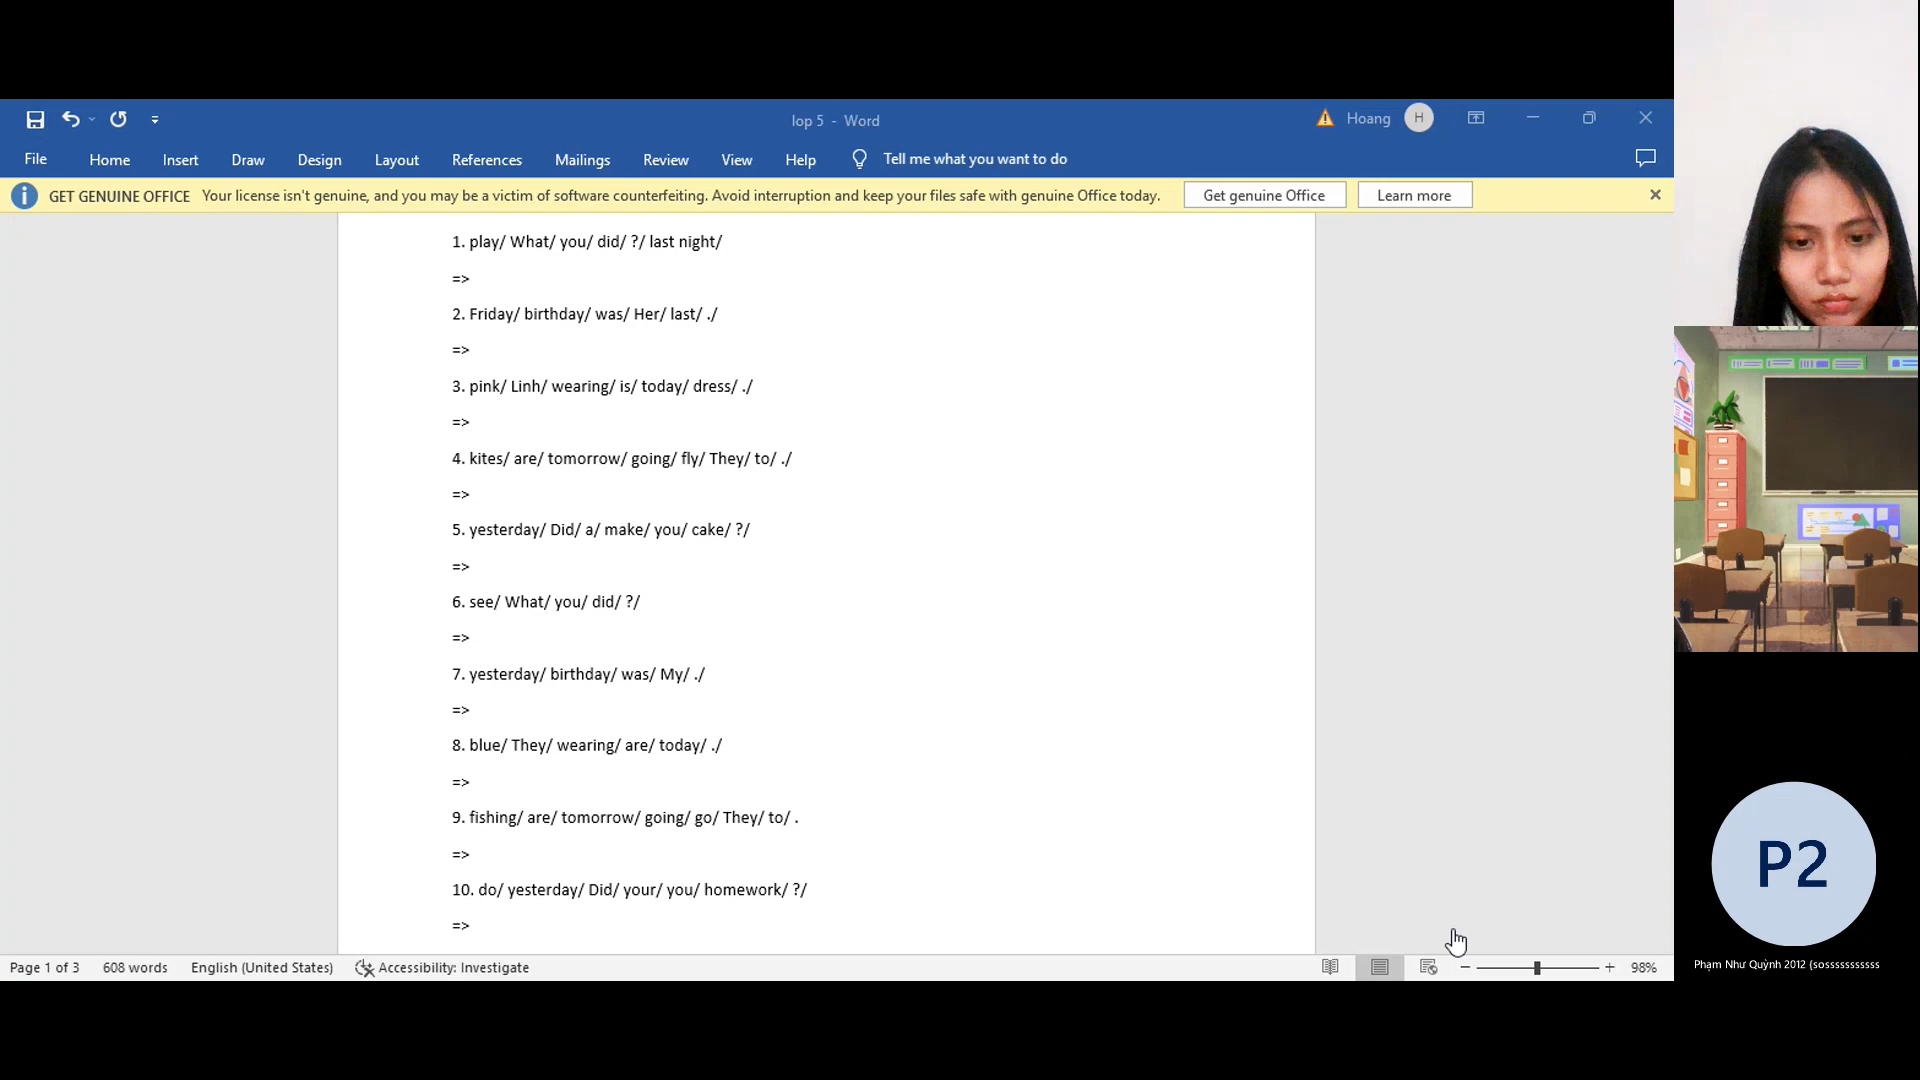 lop 5 - Word
Hoang H
File Home Insert Draw Design Layout References Mailings Review View Help Tell me what you want to do
GET GENUINE OFFICE Your license isn't genuine, and you may be a victim of software counterfeiting. Avoid interruption and keep your files safe with genuine Office today. Get genuine Office Learn more
1. play/ What/ you/ did/ ?/ last night/
=>
2. Friday/ birthday/ was/ Her/ last/ ./
=>
3. pink/ Linh/ wearing/ is/ today/ dress/ ./
=>
4. kites/ are/ tomorrow/ going/ fly/ They/ to/ ./
=>
5. yesterday/ Did/ a/ make/ you/ cake/ ?/
=>
6. see/ What/ you/ did/ ?/
=>
7. yesterday/ birthday/ was/ My/ ./
=>
8. blue/ They/ wearing/ are/ today/ ./
=>
9. fishing/ are/ tomorrow/ going/ go/ They/ to/ .
=>
10. do/ yesterday/ Did/ your/ you/ homework/ ?/
=>
Page 1 of 3 608 words English (United States) Accessibility: Investigate 98%
P2
Phạm Như Quỳnh 2012 (sosssssssssss